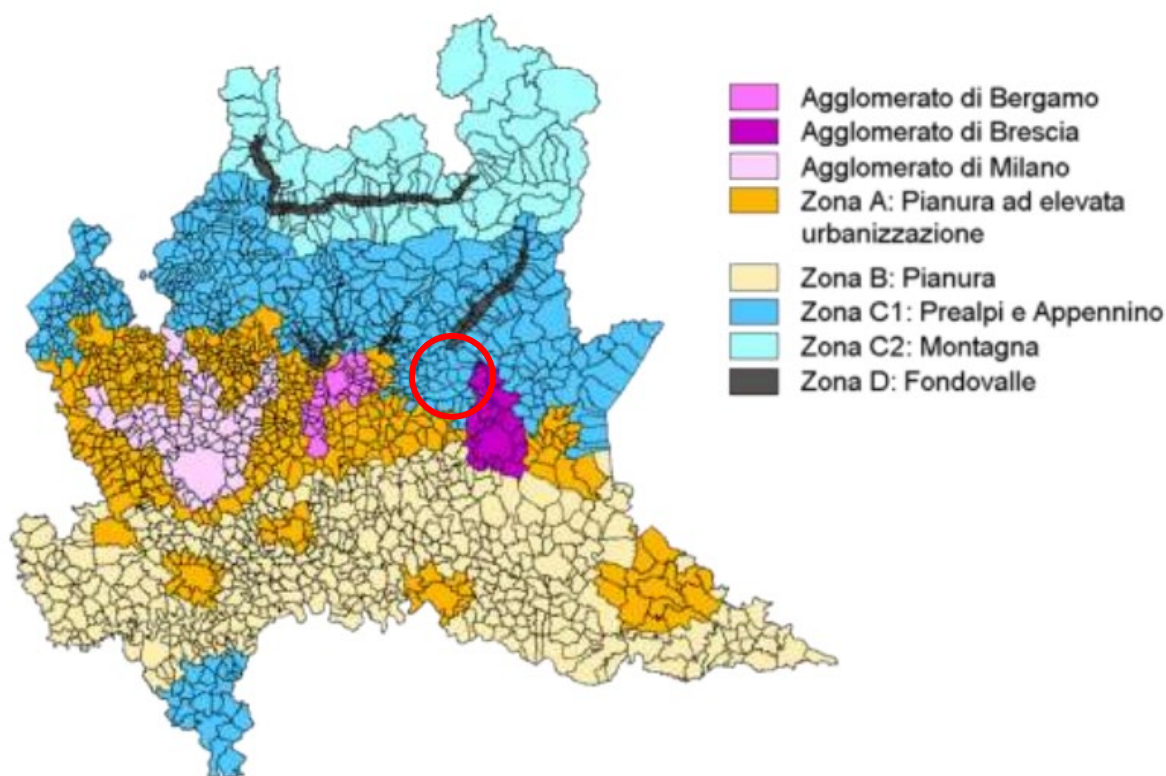 Agglomerato di Bergamo
Agglomerato di Brescia
Agglomerato di Milano
Zona A: Pianura ad elevata
urbanizzazione
Zona B: Pianura
Zona C1: Prealpi e Appennino
Zona C2: Montagna
Zona D: Fondovalle